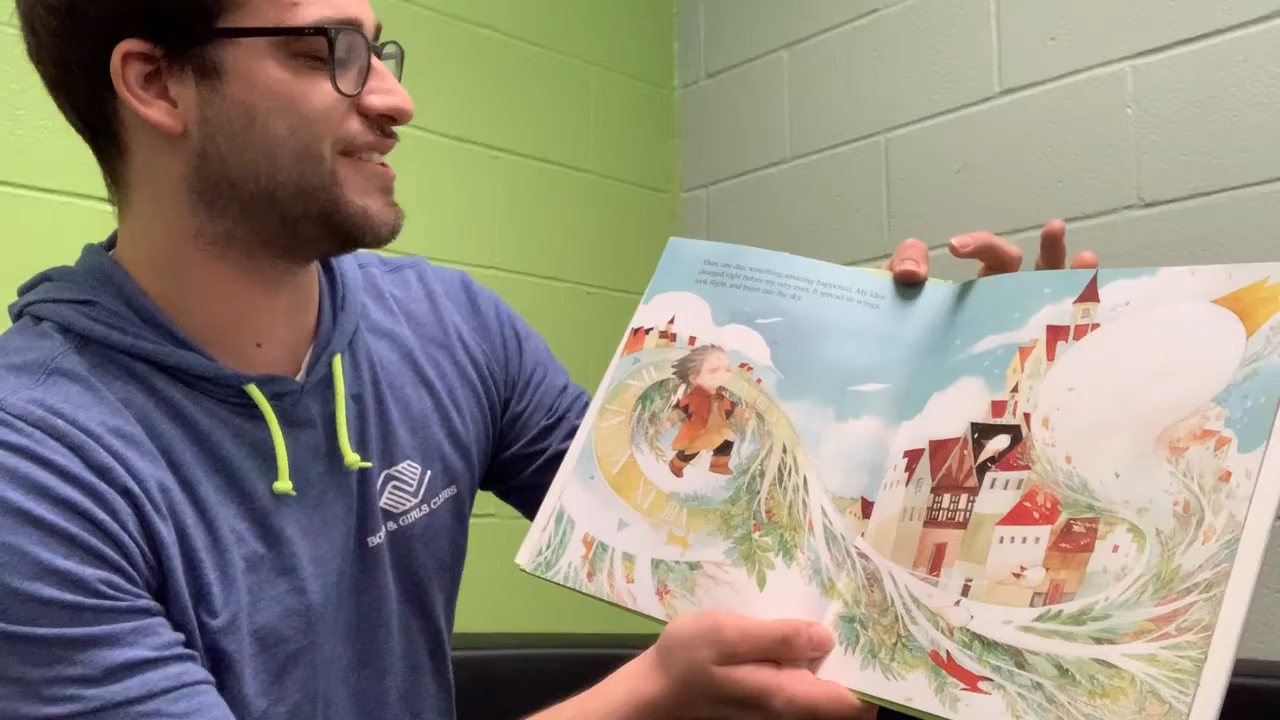 Then, one day, something amazing happened. My idea
changed right before my very eyes. It spread its wings,
took flight, and burst into the sky.
BOYS & GIRLS CLUBS